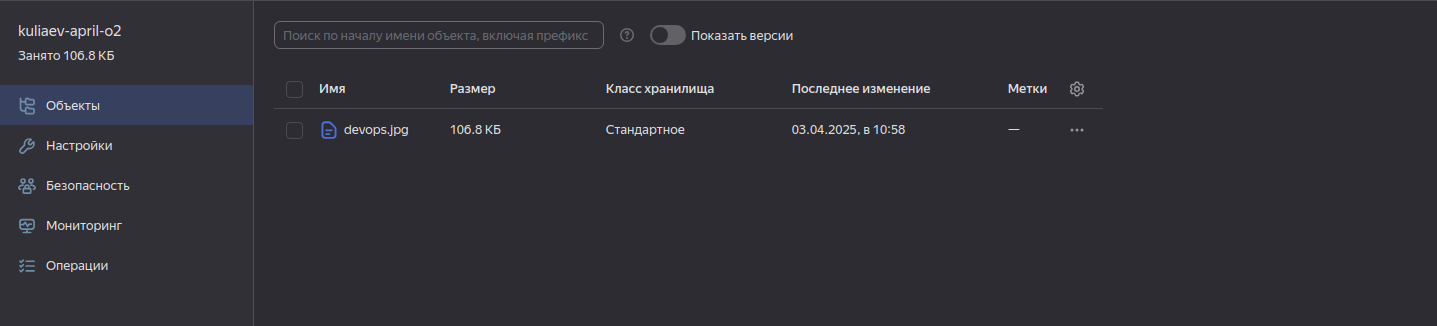 kuliaev-april-o2
Занято 106.8 КБ
Объекты
Настройки
Безопасность
Мониторинг
Операции
Поиск по началу имени объекта, включая префикс
Показать версии
Имя Размер Класс хранилища Последнее изменение Метки
devops.jpg 106.8 КБ Стандартное 03.04.2025, в 10:58 —